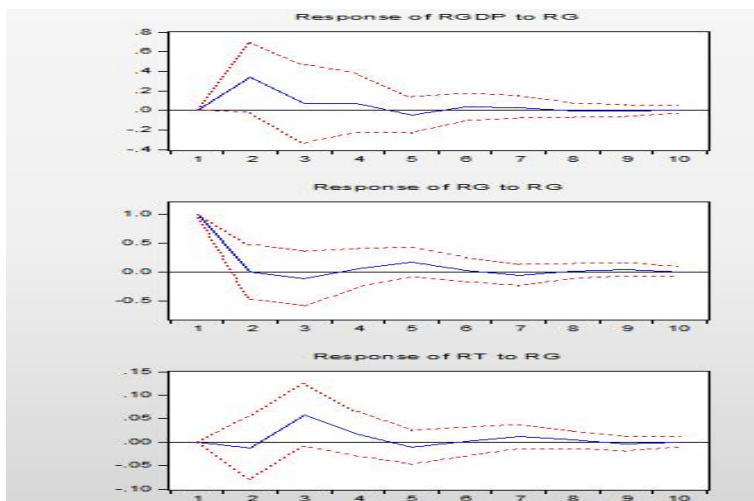 Response of RGDP to RG
.8
.6
.4
.2
.0
-.2
-.4
1 2 3 4 5 6 7 8 9 10
Response of RG to RG
1.0
0.5
0.0
-0.5
1 2 3 4 5 6 7 8 9 10
Response of RT to RG
.15
.10
.05
.00
-.05
-.10
1 2 3 4 5 6 7 8 9 10